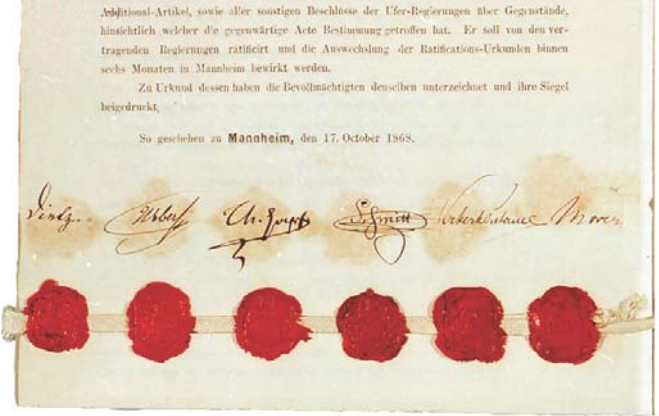 Additional-Artikel, sowie aller sonstigen Beschlüsse der Ufer-Regierungen über Gegenstände,
hinsichtlich welcher die gegenwärtige Acte Bestimmung getroffen hat. Er soll von den ver-
tragenden Regierungen ratificirt und die Auswechslung der Ratifications-Urkunden binnen
sechs Monaten in Mannheim bewirkt werden.
Zu Urkund dessen haben die Bevollmächtigten denselben unterzeichnet und ihre Siegel
beigedruckt.
So geschehen zu Mannheim, den 17. October 1868.
Dietz. Schmitt